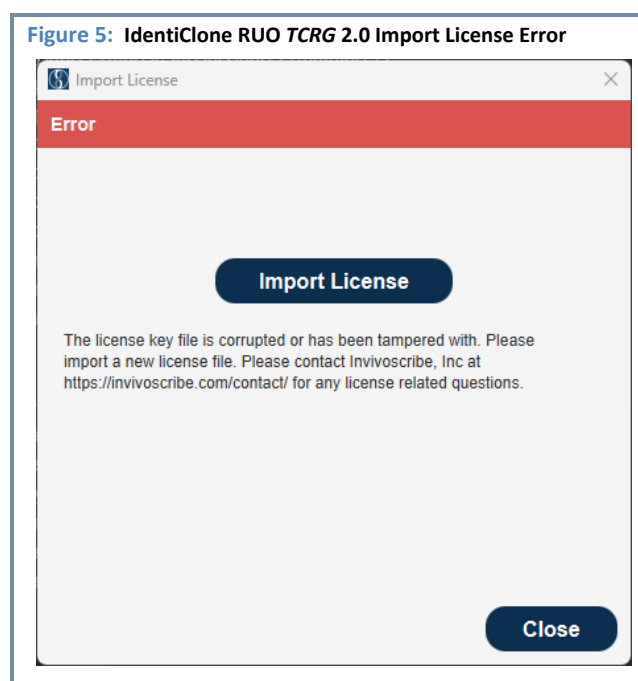 Figure 5: IdentiClone RUO TCRG 2.0 Import License Error
Import License
Error
Import License
The license key file is corrupted or has been tampered with. Please
import a new license file. Please contact Invivoscribe, Inc at
https://invivoscribe.com/contact/ for any license related questions.
Close